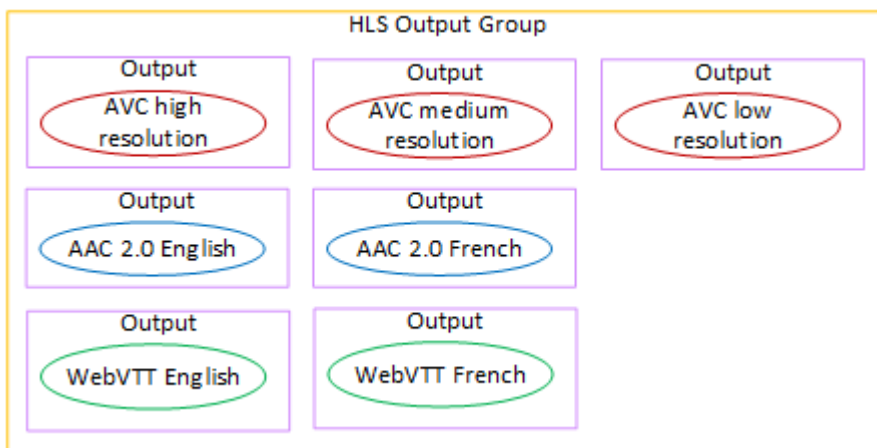 HLS Output Group
Output
AVC high
resolution
Output
AVC medium
resolution
Output
AVC low
resolution
Output
AAC 2.0 English
Output
AAC 2.0 French
Output
WebVTT English
Output
WebVTT French